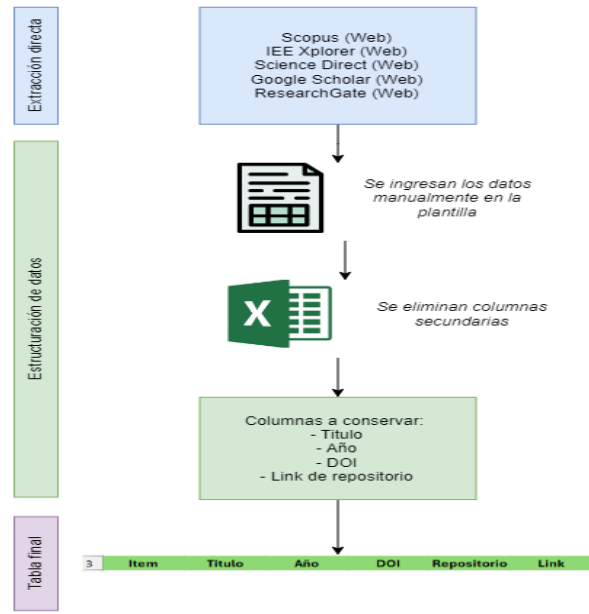 Extracción directa
Scopus (Web)
IEE Xplorer (Web)
Science Direct (Web)
Google Scholar (Web)
ResearchGate (Web)
Estructuración de datos
Se ingresan los datos
manualmente en la
plantilla
X
Se eliminan columnas
secundarias
Columnas a conservar:
- Titulo
- Año
- DOI
- Link de repositorio
Tabla final
3 Item Titulo Año DOI Repositorio Link